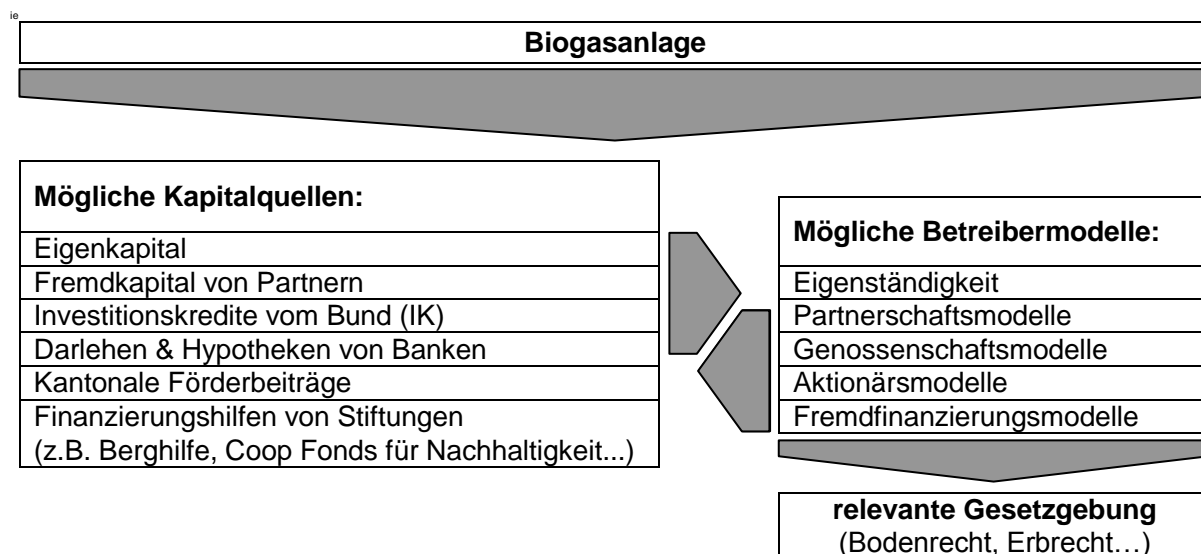 ie
Biogasanlage
Mögliche Kapitalquellen:
Eigenkapital
Fremdkapital von Partnern
Investitionskredite vom Bund (IK)
Darlehen & Hypotheken von Banken
Kantonale Förderbeiträge
Finanzierungshilfen von Stiftungen
(z.B. Berghilfe, Coop Fonds für Nachhaltigkeit...)
Mögliche Betreibermodelle:
Eigenständigkeit
Partnerschaftsmodelle
Genossenschaftsmodelle
Aktionärsmodelle
Fremdfinanzierungsmodelle
relevante Gesetzgebung
(Bodenrecht, Erbrecht…)